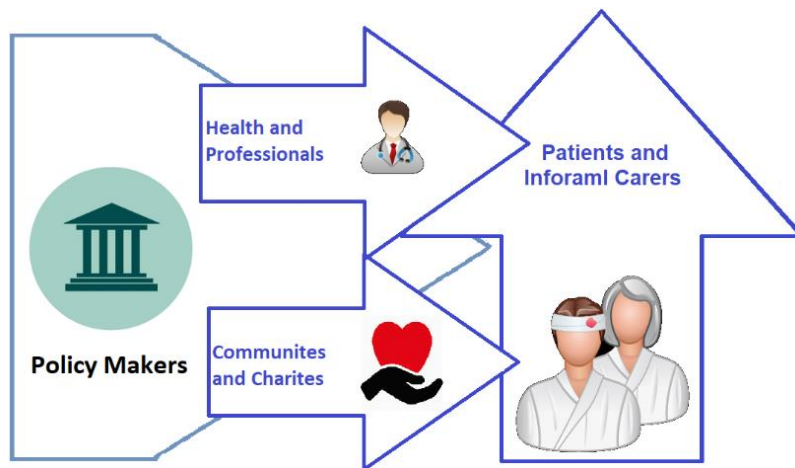 Policy Makers
Health and
Professionals
Communites
and Charites
Patients and
Inforaml Carers